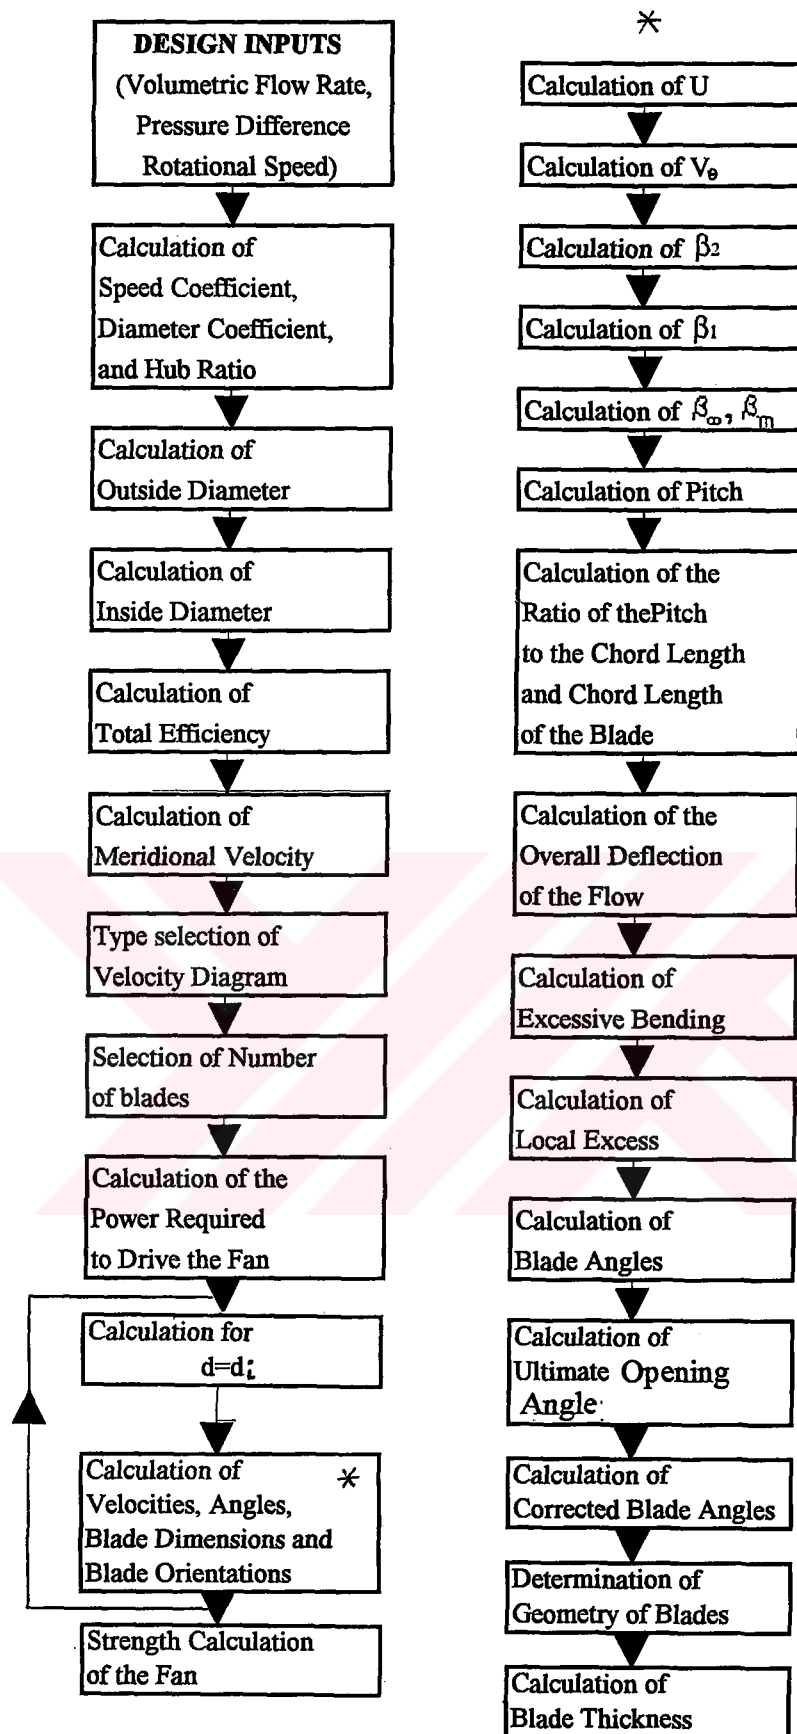 DESIGN INPUTS
(Volumetric Flow Rate,
Pressure Difference
Rotational Speed)
Calculation of
Speed Coefficient,
Diameter Coefficient,
and Hub Ratio
Calculation of
Outside Diameter
Calculation of
Inside Diameter
Calculation of
Total Efficiency
Calculation of
Meridional Velocity
Type selection of
Velocity Diagram
Selection of Number
of blades
Calculation of the
Power Required
to Drive the Fan
Calculation for
d=di
Calculation of *
Velocities, Angles,
Blade Dimensions and
Blade Orientations
Strength Calculation
of the Fan
*
Calculation of U
Calculation of Vθ
Calculation of β2
Calculation of β1
Calculation of β∞, βm
Calculation of Pitch
Calculation of the
Ratio of thePitch
to the Chord Length
and Chord Length
of the Blade
Calculation of the
Overall Deflection
of the Flow
Calculation of
Excessive Bending
Calculation of
Local Excess
Calculation of
Blade Angles
Calculation of
Ultimate Opening
Angle
Calculation of
Corrected Blade Angles
Determination of
Geometry of Blades
Calculation of
Blade Thickness